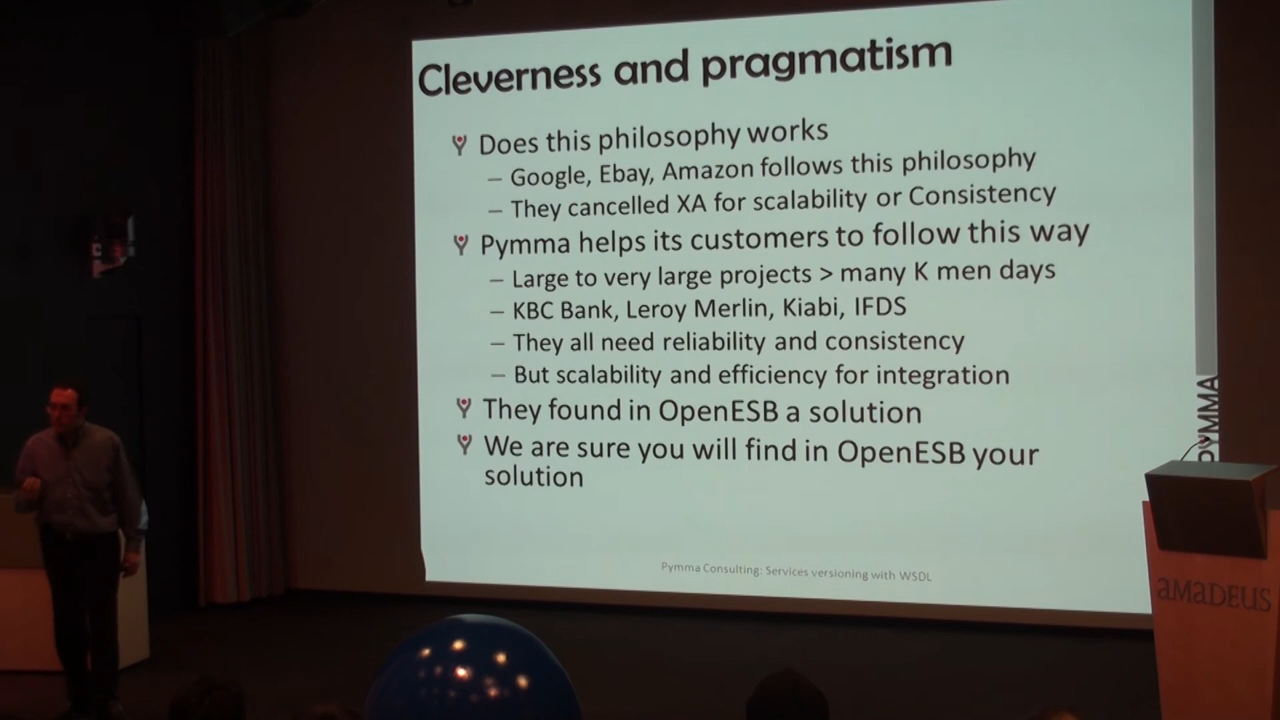 Cleverness and pragmatism
Does this philosophy works
– Google, Ebay, Amazon follows this philosophy
– They cancelled XA for scalability or Consistency
Pymma helps its customers to follow this way
– Large to very large projects > many K men days
– KBC Bank, Leroy Merlin, Kiabi, IFDS
– They all need reliability and consistency
– But scalability and efficiency for integration
They found in OpenESB a solution
We are sure you will find in OpenESB your
solution
Pymma Consulting: Services versioning with WSDL
PYMMA
amadeus